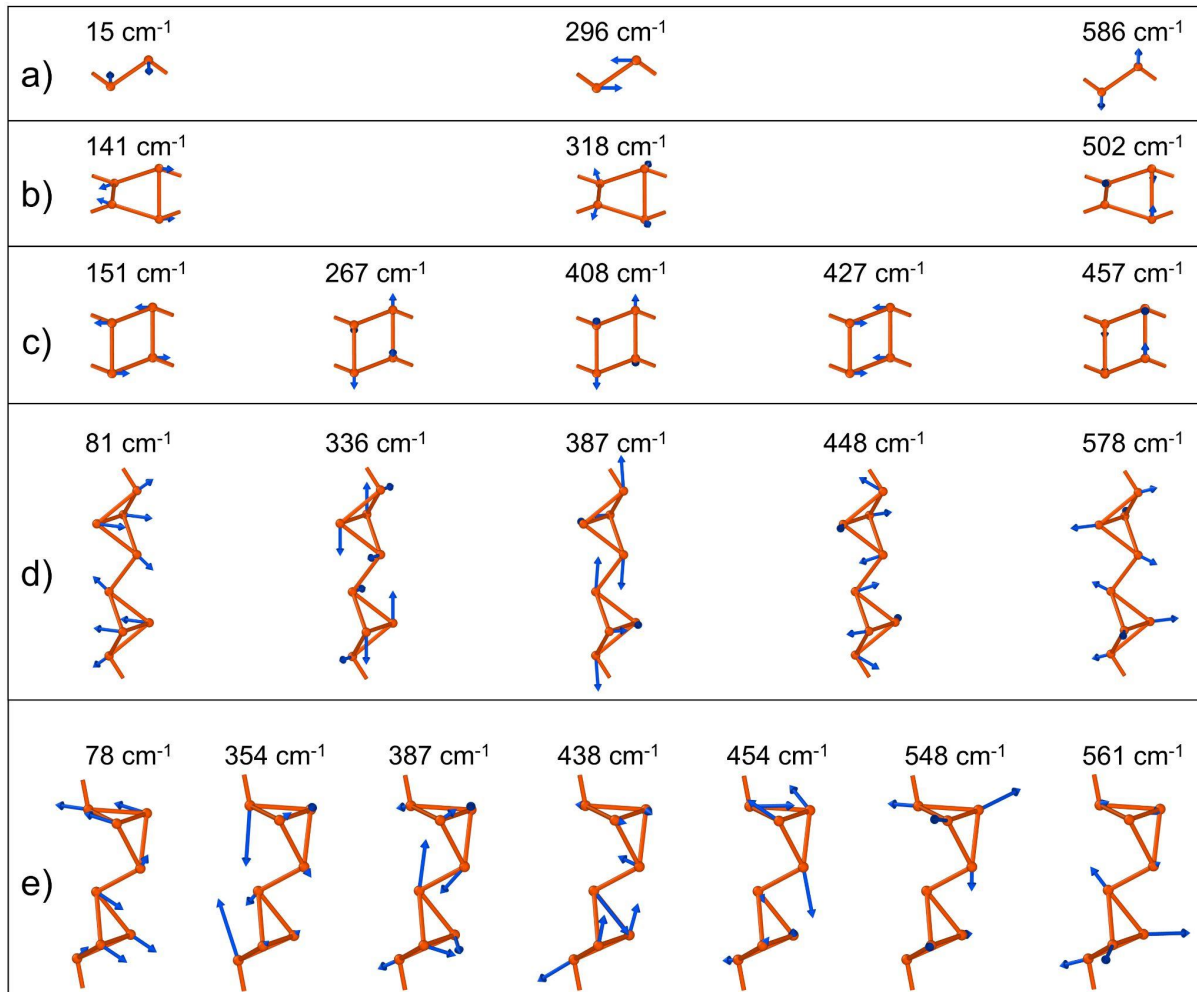 15 cm⁻¹ 296 cm⁻¹ 586 cm⁻¹
a)
141 cm⁻¹ 318 cm⁻¹ 502 cm⁻¹
b)
151 cm⁻¹ 267 cm⁻¹ 408 cm⁻¹ 427 cm⁻¹ 457 cm⁻¹
c)
81 cm⁻¹ 336 cm⁻¹ 387 cm⁻¹ 448 cm⁻¹ 578 cm⁻¹
d)
78 cm⁻¹ 354 cm⁻¹ 387 cm⁻¹ 438 cm⁻¹ 454 cm⁻¹ 548 cm⁻¹ 561 cm⁻¹
e)